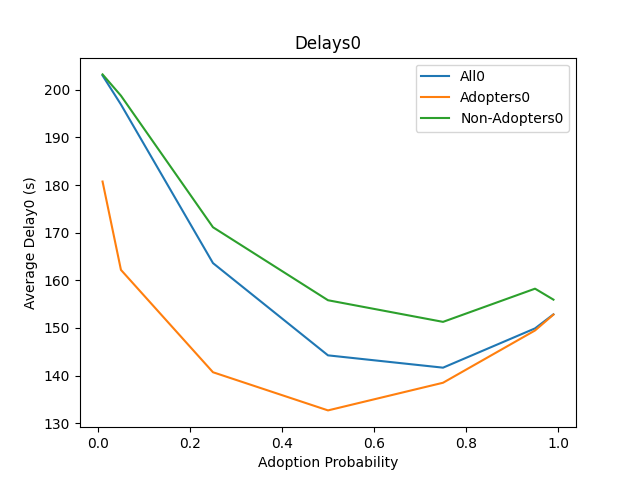 Delays0
All0
Adopters0
Non-Adopters0
Average Delay0 (s)
200
190
180
170
160
150
140
130
0.0 0.2 0.4 0.6 0.8 1.0
Adoption Probability